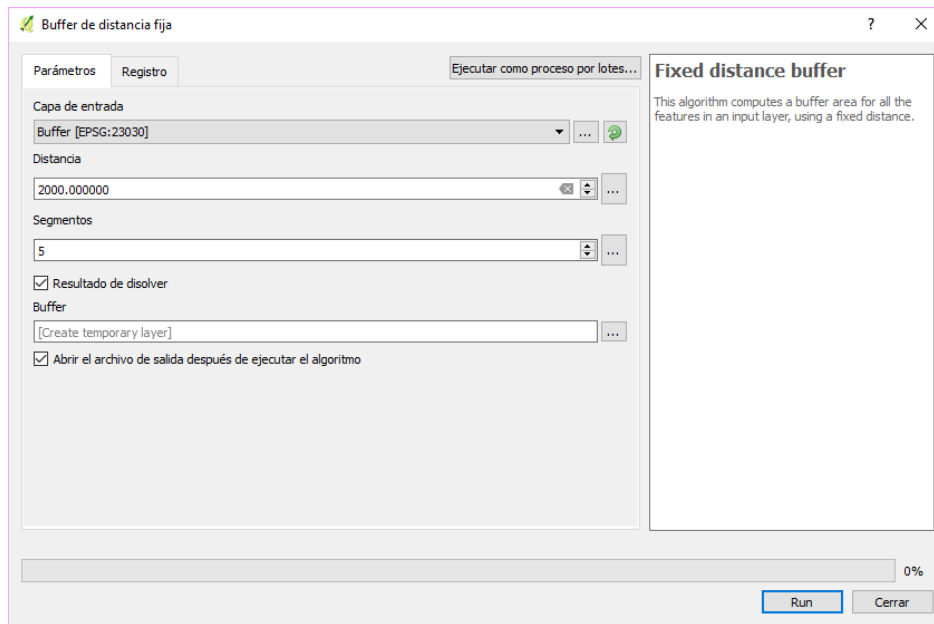 Buffer de distancia fija
?
Parámetros
Registro
Ejecutar como proceso por lotes...
Capa de entrada
Buffer [EPSG:23030]
...
Distancia
2000.000000
...
Segmentos
5
...
Resultado de disolver
Buffer
[Create temporary layer]
...
Abrir el archivo de salida después de ejecutar el algoritmo
Fixed distance buffer
This algorithm computes a buffer area for all the
features in an input layer, using a fixed distance.
0%
Run
Cerrar